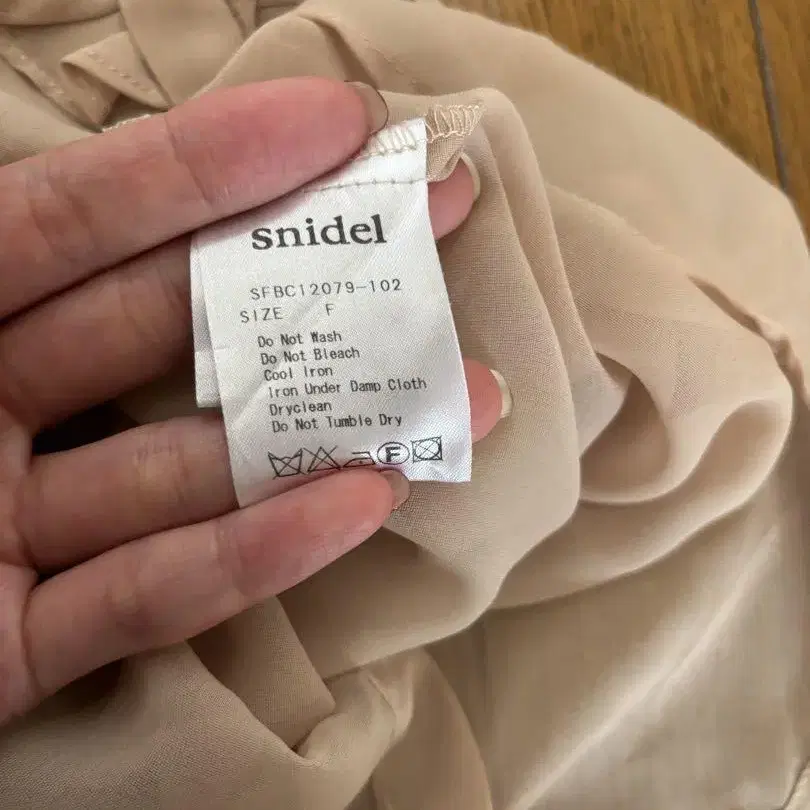 snidel
SFBC12079-102
SIZE F
Do Not Wash
Do Not Bleach
Cool Iron
Iron Under Damp Cloth
Dryclean
Do Not Tumble Dry
F